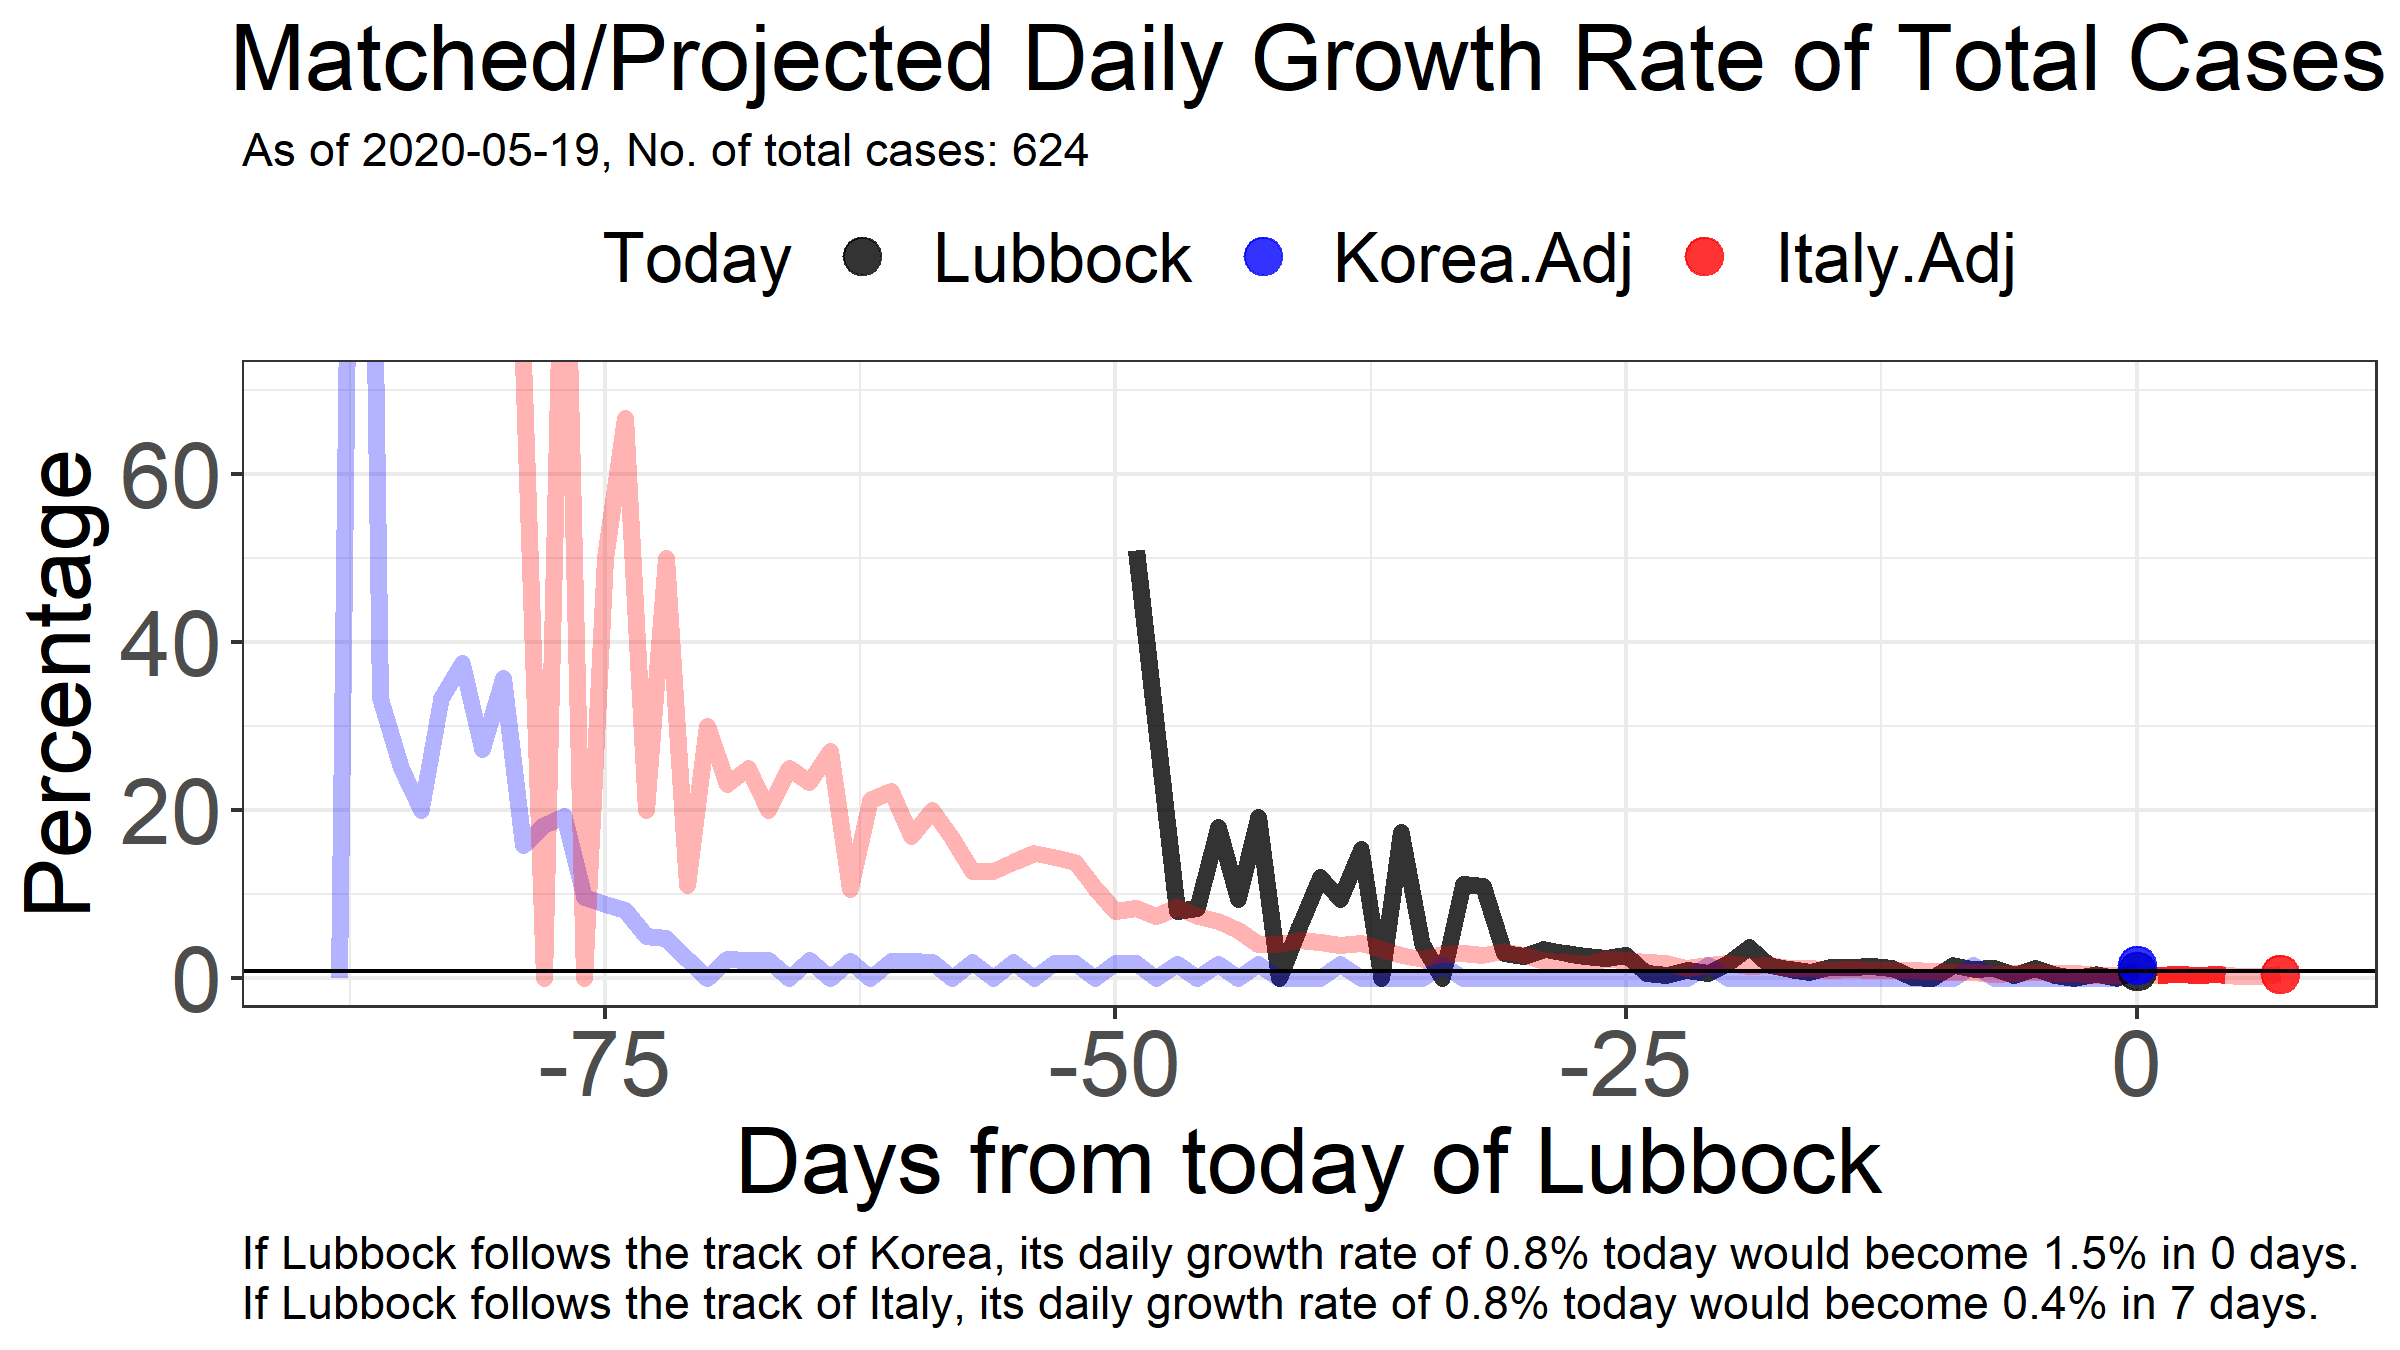 Matched/Projected Daily Growth Rate of Total Cases
As of 2020-05-19, No. of total cases: 624
Today Lubbock Korea.Adj Italy.Adj
Percentage
60
40
20
0
-75 -50 -25 0
Days from today of Lubbock
If Lubbock follows the track of Korea, its daily growth rate of 0.8% today would become 1.5% in 0 days.
If Lubbock follows the track of Italy, its daily growth rate of 0.8% today would become 0.4% in 7 days.